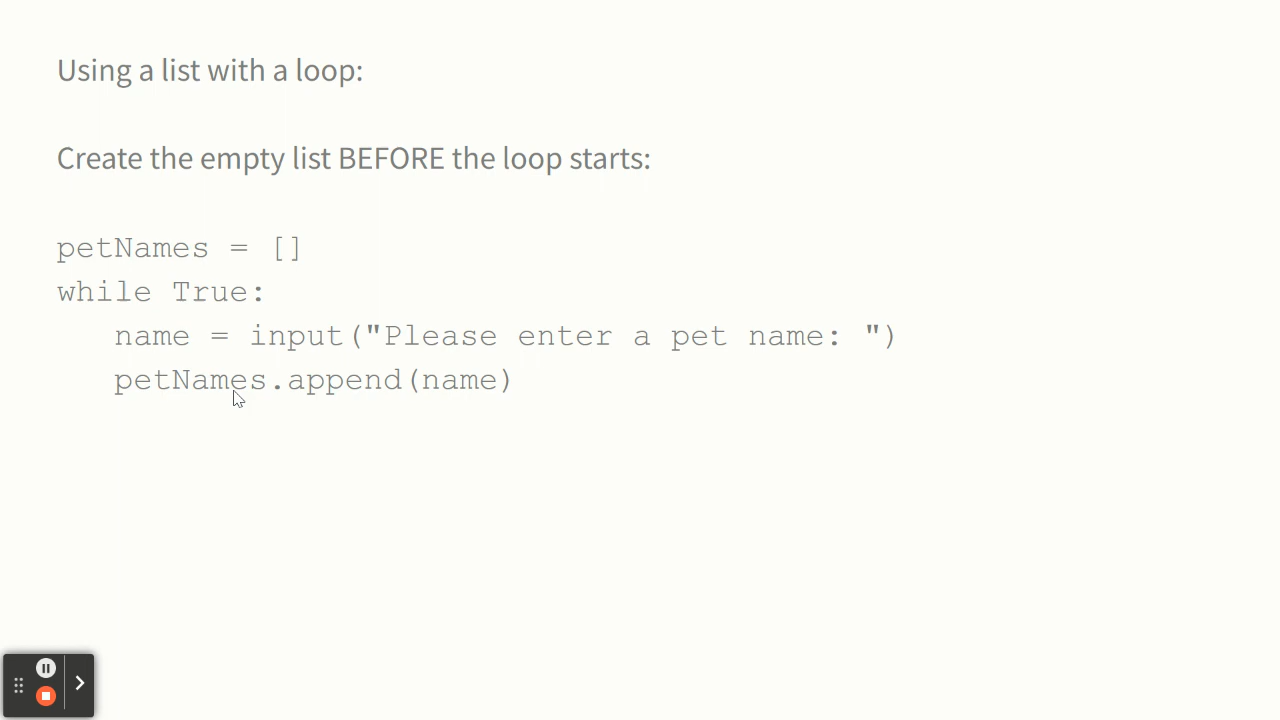 Using a list with a loop:
Create the empty list BEFORE the loop starts:
petNames = []
while True:
   name = input("Please enter a pet name: ")
   petNames.append(name)